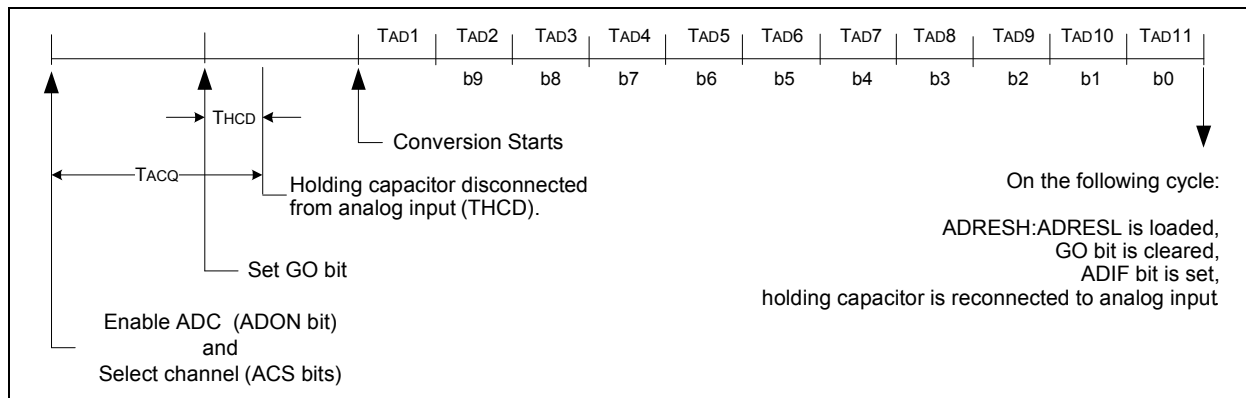 TAD1 TAD2 TAD3 TAD4 TAD5 TAD6 TAD7 TAD8 TAD9 TAD10 TAD11
b9 b8 b7 b6 b5 b4 b3 b2 b1 b0
THCD
Conversion Starts
TACQ
Holding capacitor disconnected
from analog input (THCD).
Set GO bit
Enable ADC (ADON bit)
and
Select channel (ACS bits)
On the following cycle:
ADRESH:ADRESL is loaded,
GO bit is cleared,
ADIF bit is set,
holding capacitor is reconnected to analog input